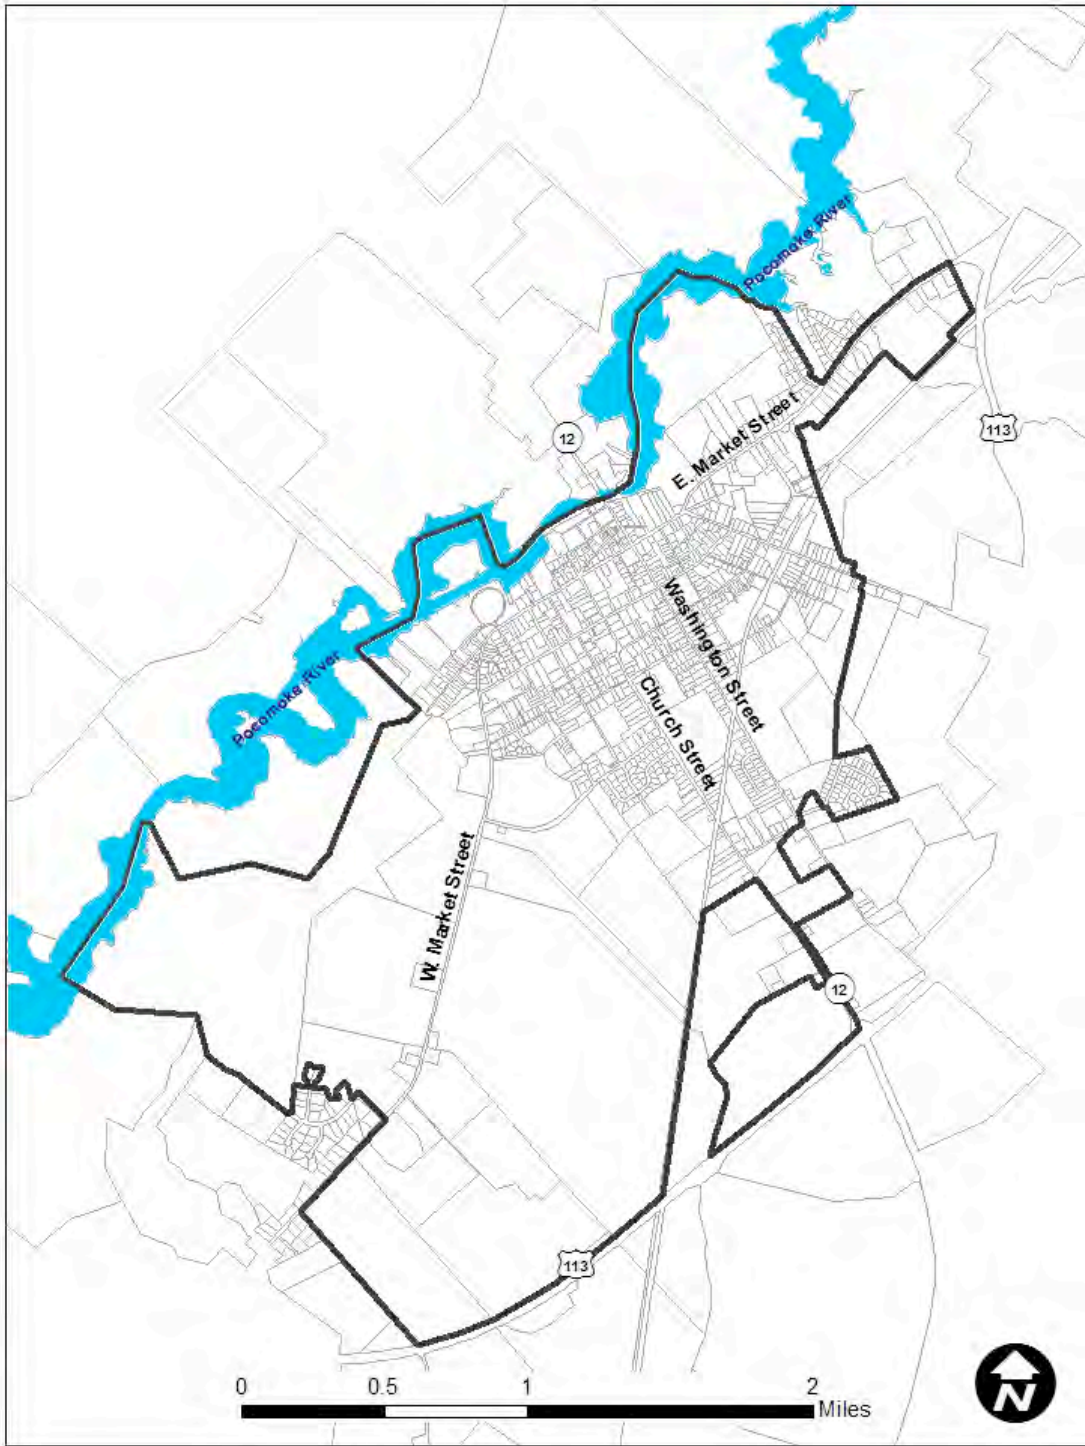 Pocomoke River
113
E. Market Street
12
Washington Street
Church Street
Pocomoke River
W. Market Street
12
113
0 0.5 1 2
Miles
N